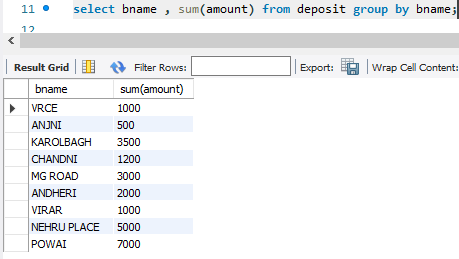 11 select bname , sum(amount) from deposit group by bname;
12
Result Grid Filter Rows: Export: Wrap Cell Content:
bname sum(amount)
VRCE 1000
ANJNI 500
KAROLBAGH 3500
CHANDNI 1200
MG ROAD 3000
ANDHERI 2000
VIRAR 1000
NEHRU PLACE 5000
POWAI 7000